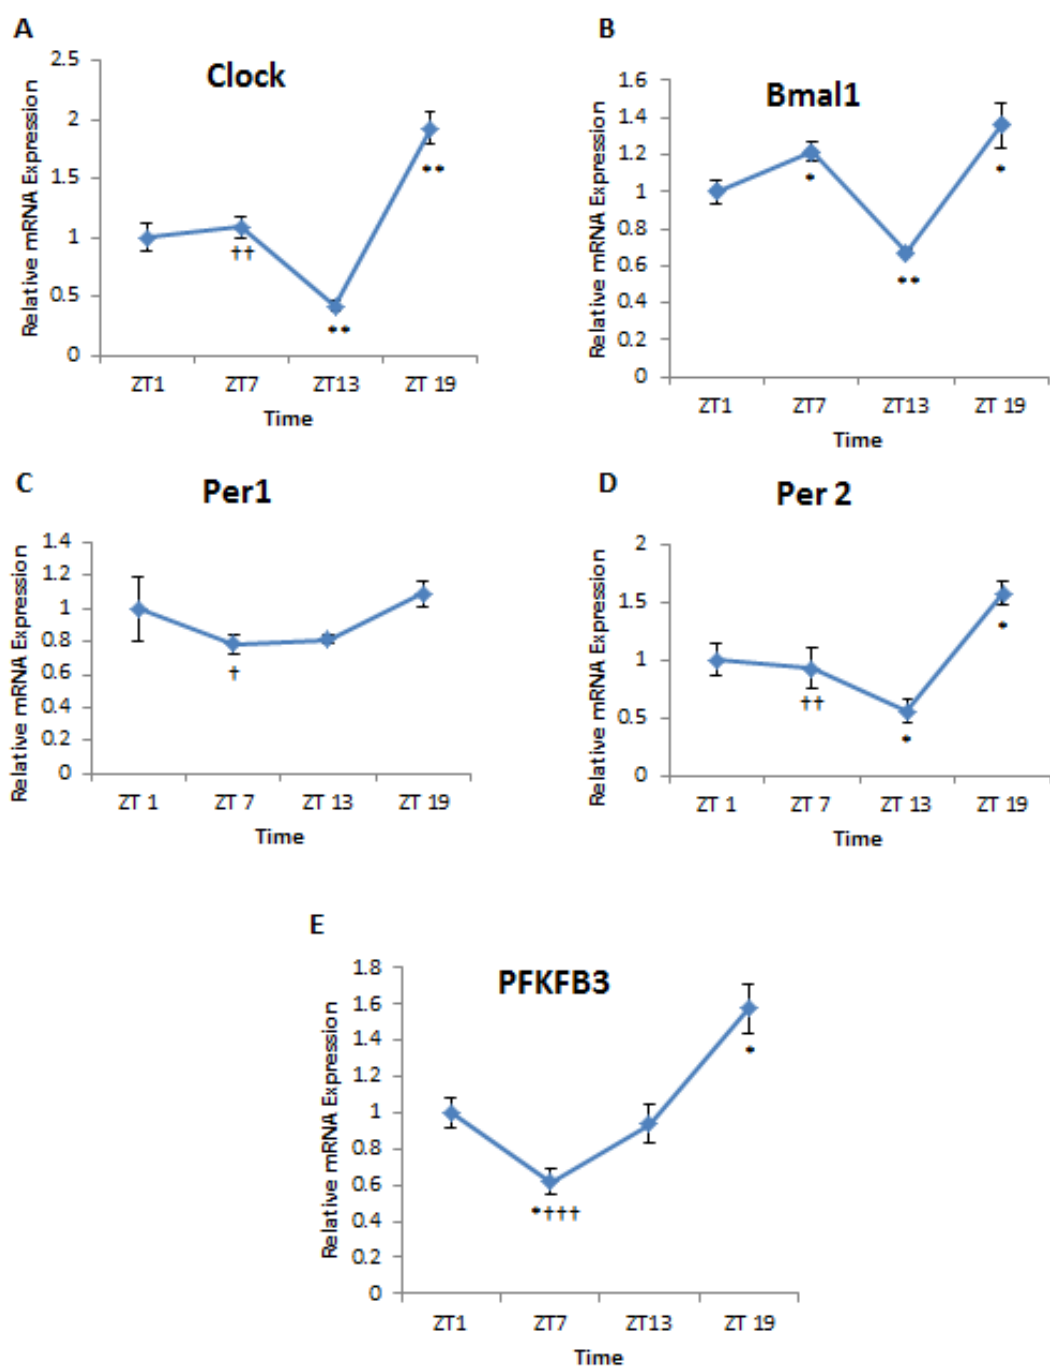 A
Clock
Relative mRNA Expression
2.5
2
1.5
1
0.5
0
††
**
**
ZT1 ZT7 ZT13 ZT 19
Time
B
Bmal1
Relative mRNA Expression
1.6
1.4
1.2
1
0.8
0.6
0.4
0.2
0
*
**
*
ZT1 ZT7 ZT13 ZT 19
Time
C
Per1
Relative mRNA Expression
1.4
1.2
1
0.8
0.6
0.4
0.2
0
†
ZT 1 ZT 7 ZT 13 ZT 19
Time
D
Per 2
Relative mRNA Expression
2
1.5
1
0.5
0
††
*
*
ZT 1 ZT 7 ZT 13 ZT 19
Time
E
PFKFB3
Relative mRNA Expression
1.8
1.6
1.4
1.2
1
0.8
0.6
0.4
0.2
0
*†††
*
ZT1 ZT7 ZT13 ZT 19
Time